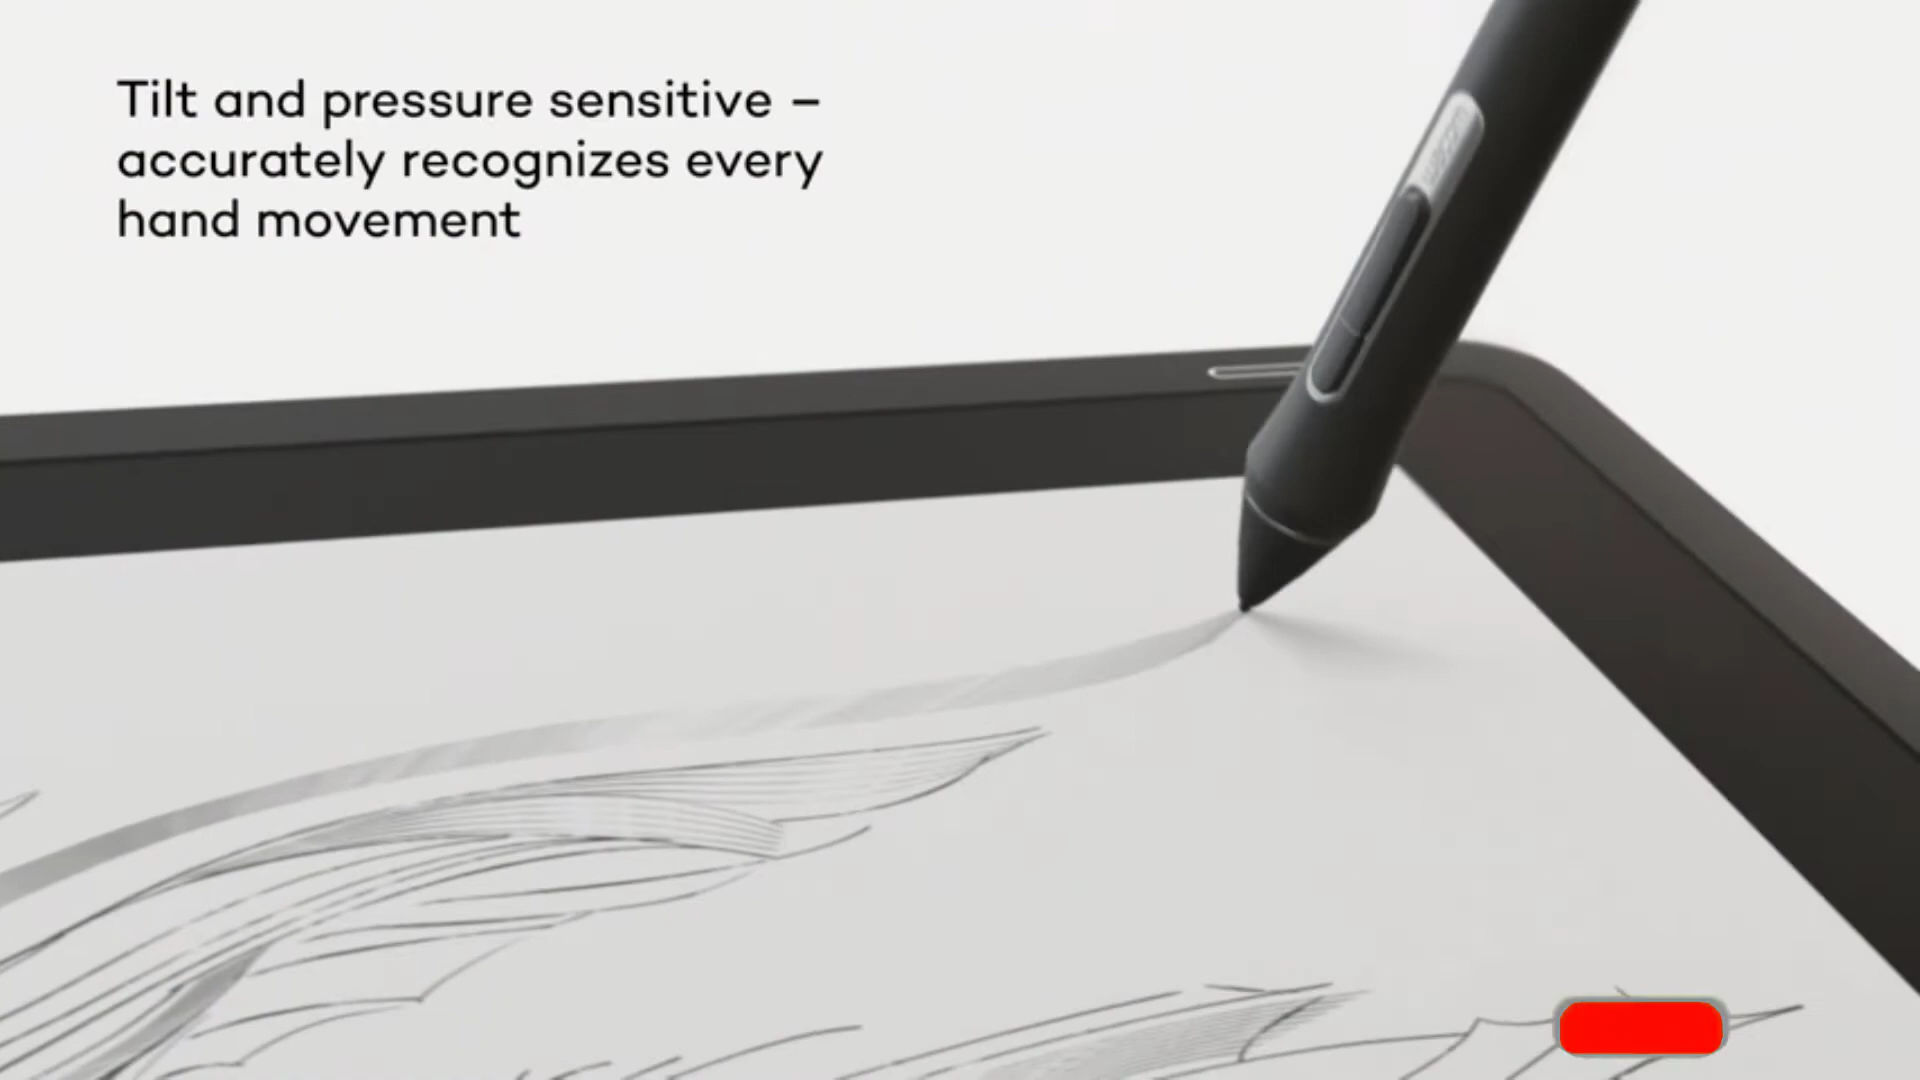 Tilt and pressure sensitive –
accurately recognizes every
hand movement